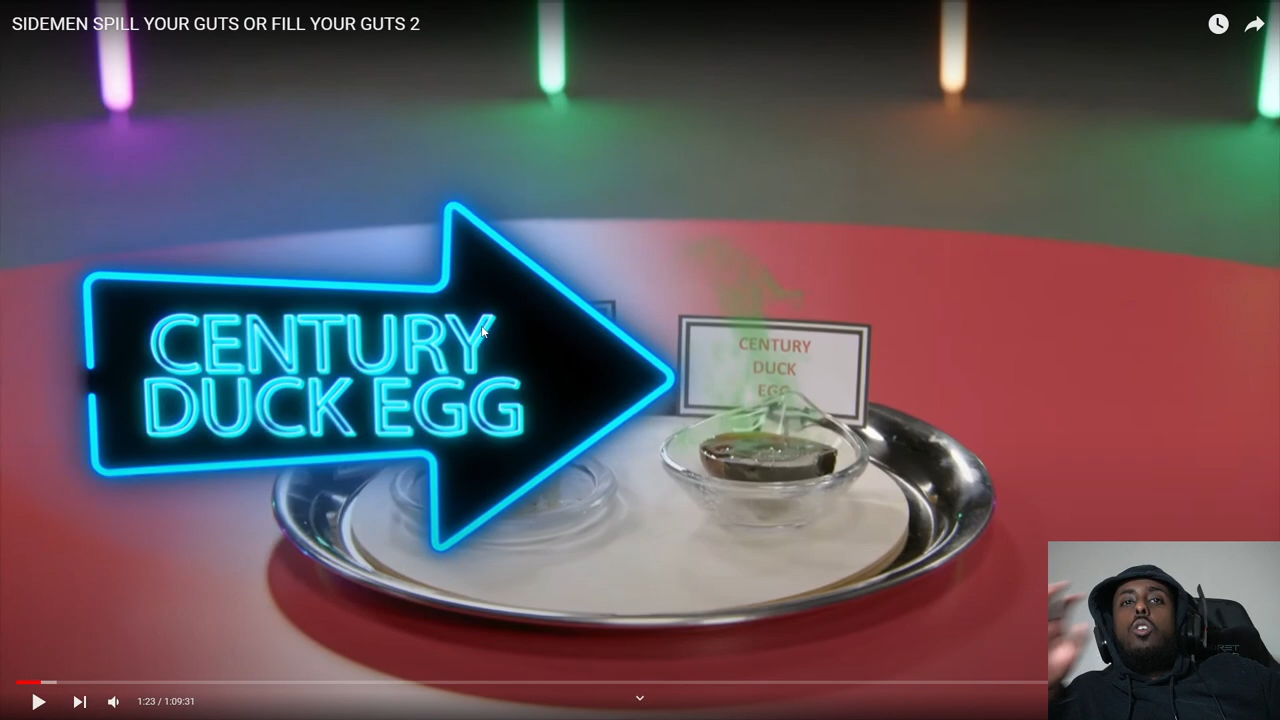 SIDEMEN SPILL YOUR GUTS OR FILL YOUR GUTS 2
CENTURY
DUCK EGG
CENTURY
DUCK
EGG
1:23 / 1:09:31